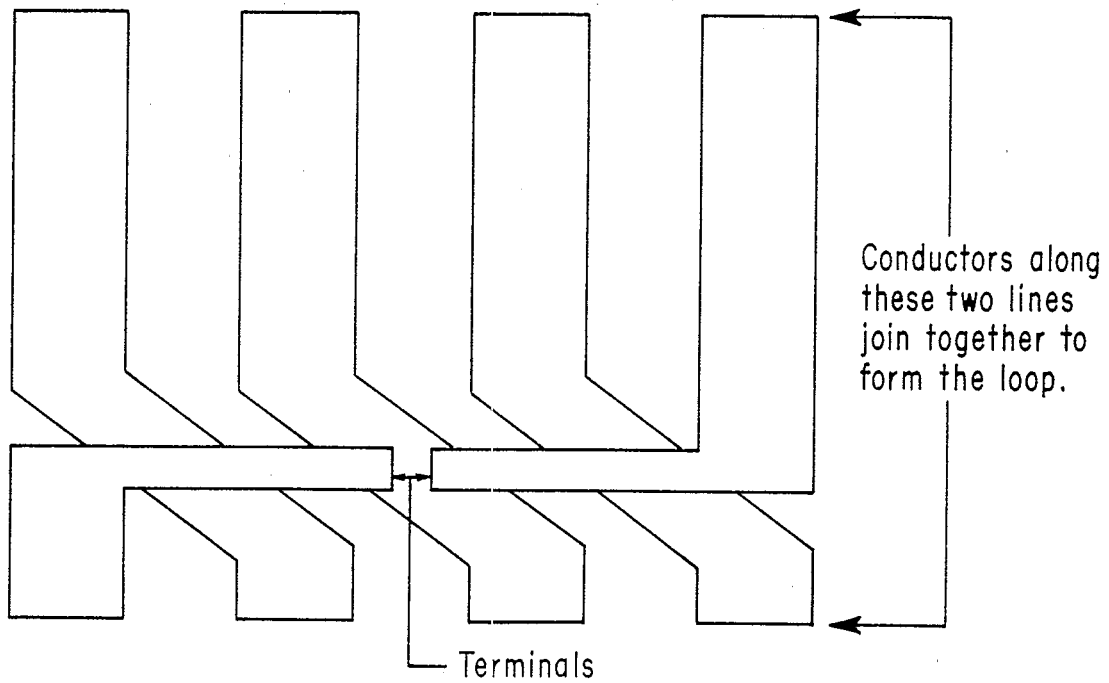 Conductors along
these two lines
join together to
form the loop.
Terminals